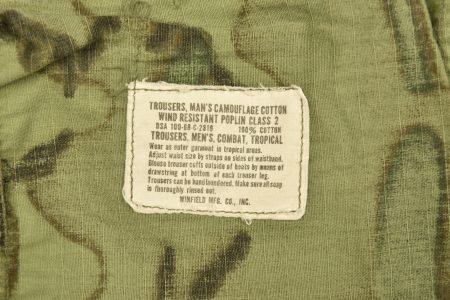 TROUSERS, MAN'S CAMOUFLAGE COTTON
WIND RESISTANT POPLIN CLASS 2
DSA 100-68-C-2819 100% COTTON
TROUSERS, MEN'S, COMBAT, TROPICAL
Wear as outer garment in tropical areas.
Adjust waist size by straps on sides of waistband.
Blouse trouser cuffs outside of boots by means of
drawstring at bottom of each trouser leg.
Trousers can be hand laundered. Make sure all soap
is thoroughly rinsed out.
WINFIELD MFG. CO., INC.